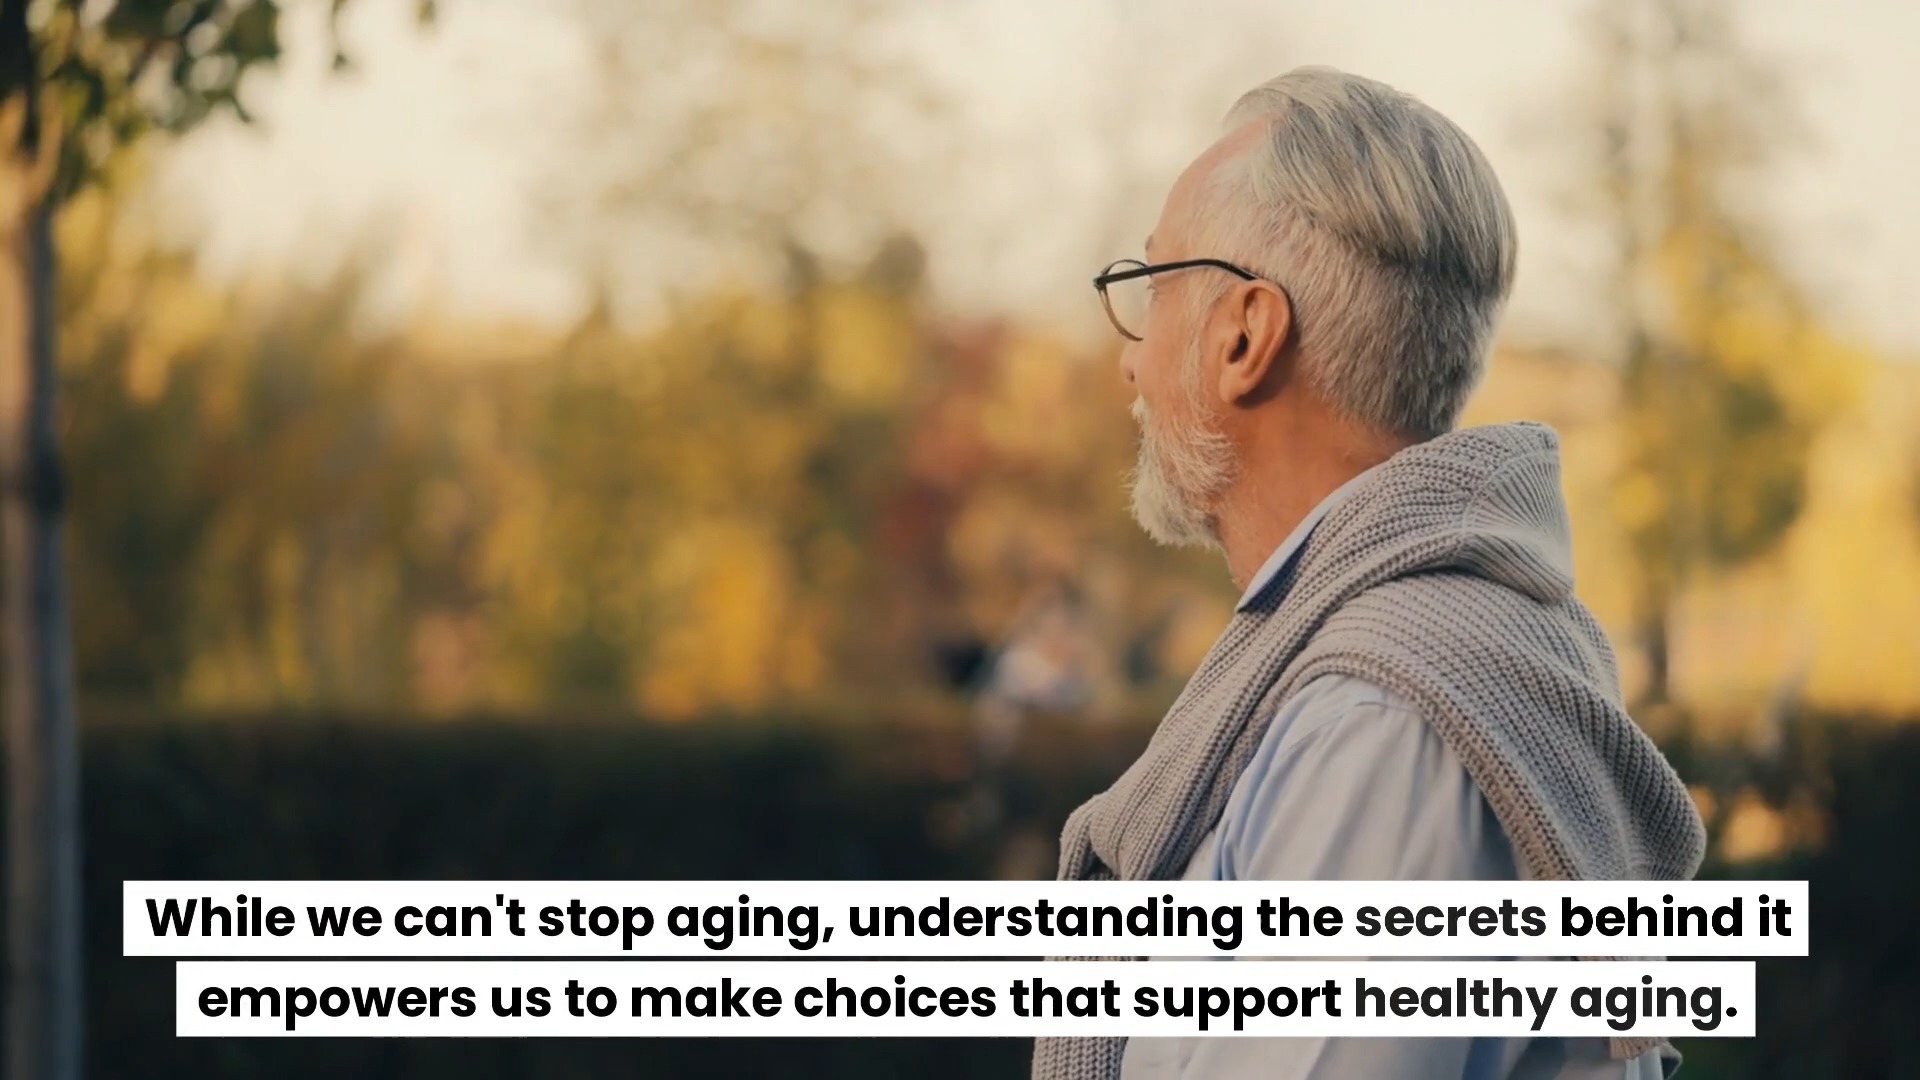 While we can't stop aging, understanding the secrets behind it
empowers us to make choices that support healthy aging.